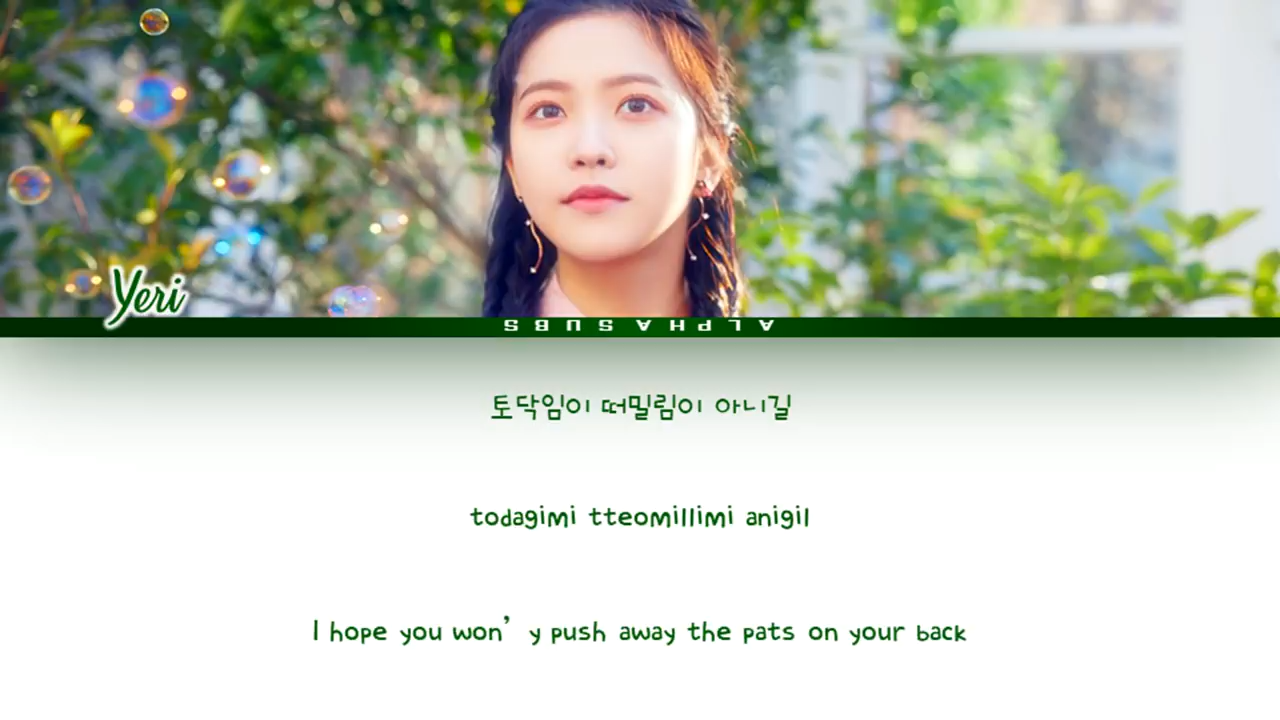 Yeri
ALPHA SUBS
토닥임이 떠밀림이 아니길
todagimi tteomillimi anigil
I hope you won’y push away the pats on your back